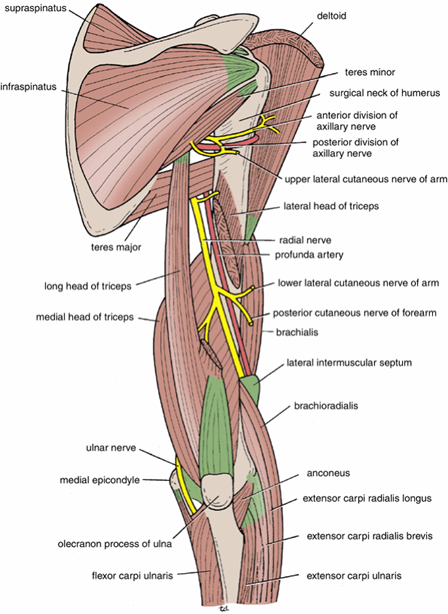 supraspinatus
deltoid
teres minor
infraspinatus
surgical neck of humerus
anterior division of
axillary nerve
posterior division of
axillary nerve
upper lateral cutaneous nerve of arm
lateral head of triceps
teres major
radial nerve
profunda artery
long head of triceps
lower lateral cutaneous nerve of arm
medial head of triceps
posterior cutaneous nerve of forearm
brachialis
lateral intermuscular septum
brachioradialis
ulnar nerve
medial epicondyle
anconeus
extensor carpi radialis longus
olecranon process of ulna
extensor carpi radialis brevis
flexor carpi ulnaris
extensor carpi ulnaris